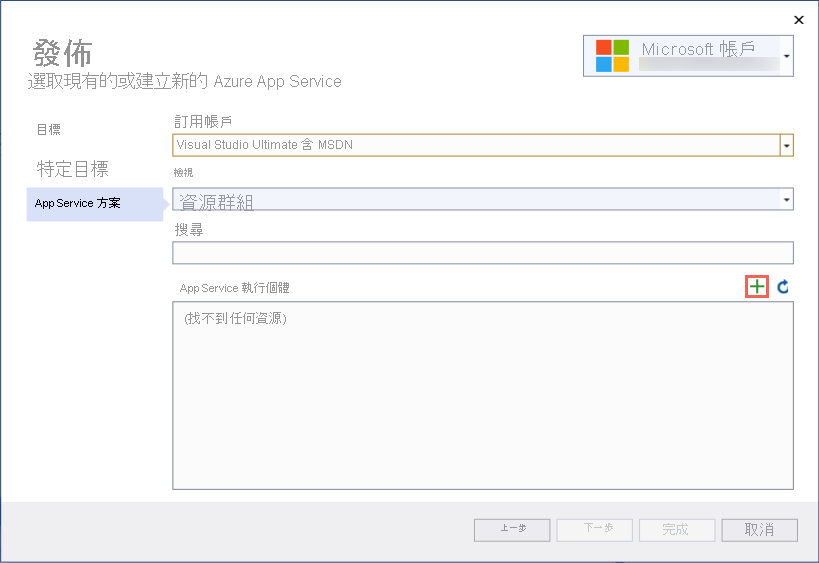 發佈
選取現有的或建立新的 Azure App Service
Microsoft 帳戶
目標
特定目標
App Service 方案
訂用帳戶
Visual Studio Ultimate 含 MSDN
檢視
資源群組
搜尋
App Service 執行個體
(找不到任何資源)
上一步
下一步
完成
取消